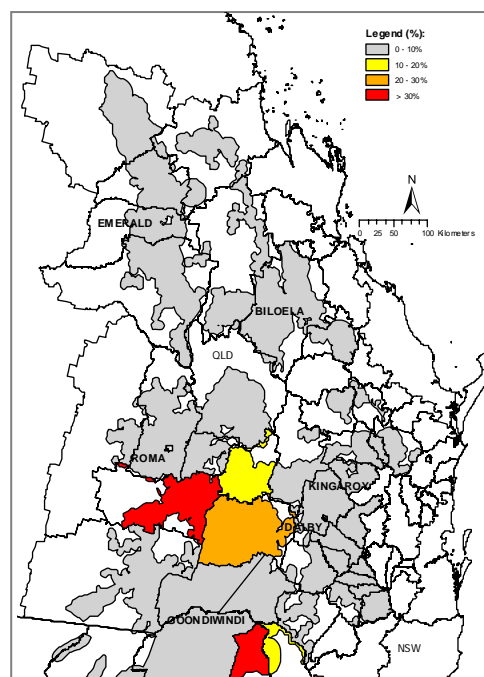 Legend (%):
0 - 10%
10 - 20%
20 - 30%
> 30%
N
0 25 50 100 Kilometers
EMERALD
BILOELA
QLD
ROMA
KINGAROY
DALBY
GOONDIWINDI
NSW